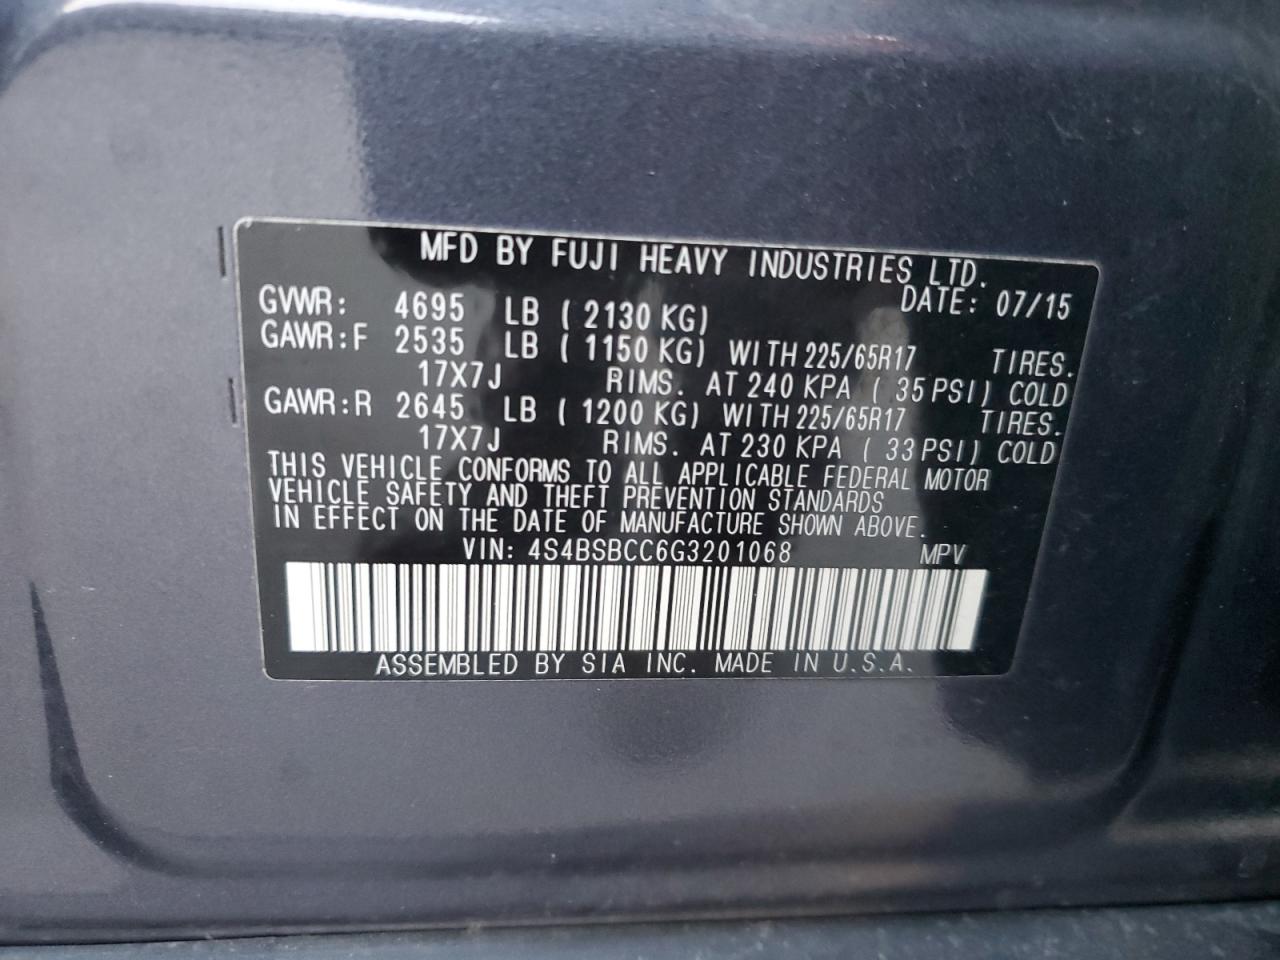 MFD BY FUJI HEAVY INDUSTRIES LTD.
DATE: 07/15
GVWR: 4695 LB ( 2130 KG)
GAWR:F 2535 LB ( 1150 KG) WITH 225/65R17 TIRES.
17X7J RIMS. AT 240 KPA ( 35 PSI) COLD
GAWR:R 2645 LB ( 1200 KG) WITH 225/65R17 TIRES.
17X7J RIMS. AT 230 KPA ( 33 PSI) COLD
THIS VEHICLE CONFORMS TO ALL APPLICABLE FEDERAL MOTOR
VEHICLE SAFETY AND THEFT PREVENTION STANDARDS
IN EFFECT ON THE DATE OF MANUFACTURE SHOWN ABOVE.
VIN: 4S4BSBCC6G3201068 MPV
ASSEMBLED BY SIA INC. MADE IN U.S.A.